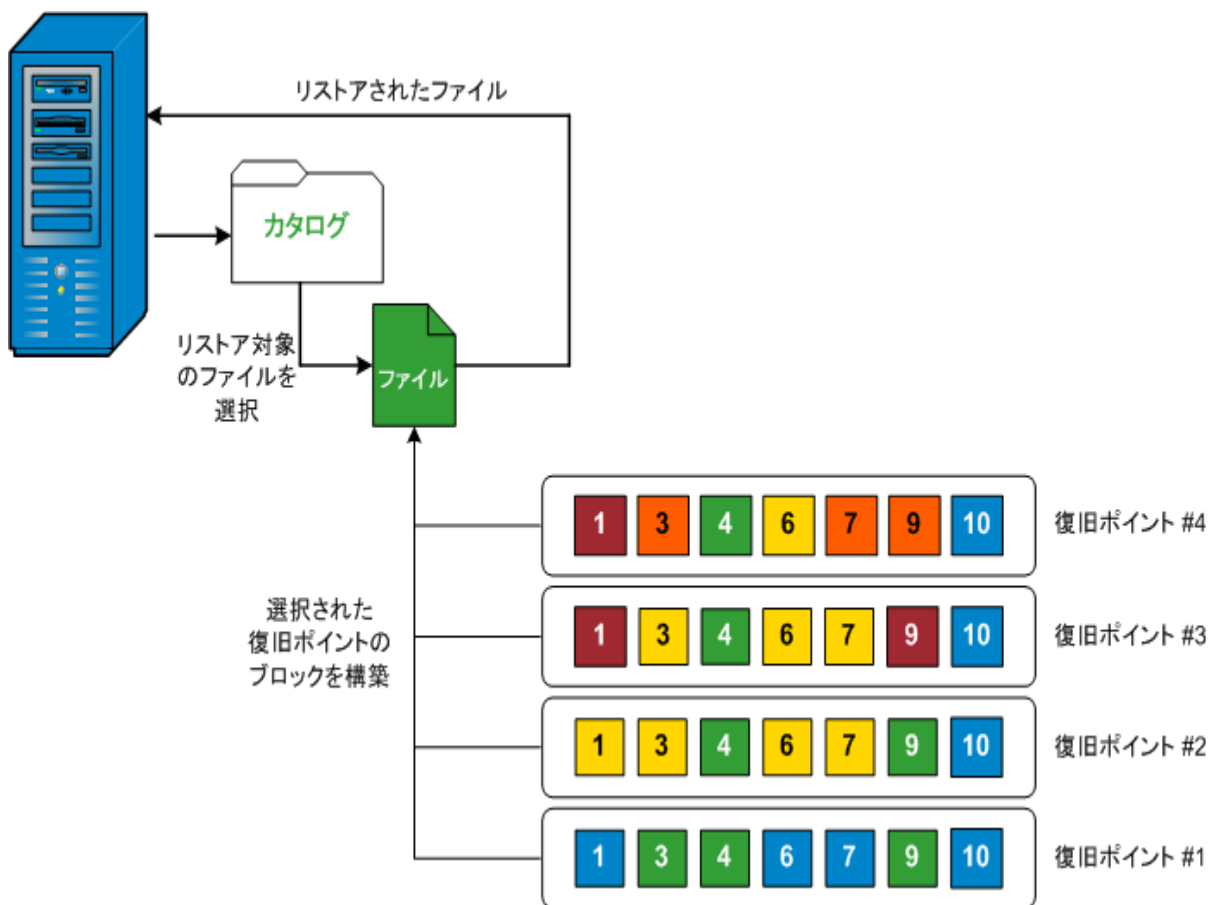 リストアされたファイル
カタログ
リストア対象
のファイルを
選択
ファイル
選択された
復旧ポイントの
ブロックを構築
1 3 4 6 7 9 10 復旧ポイント #4
1 3 4 6 7 9 10 復旧ポイント #3
1 3 4 6 7 9 10 復旧ポイント #2
1 3 4 6 7 9 10 復旧ポイント #1